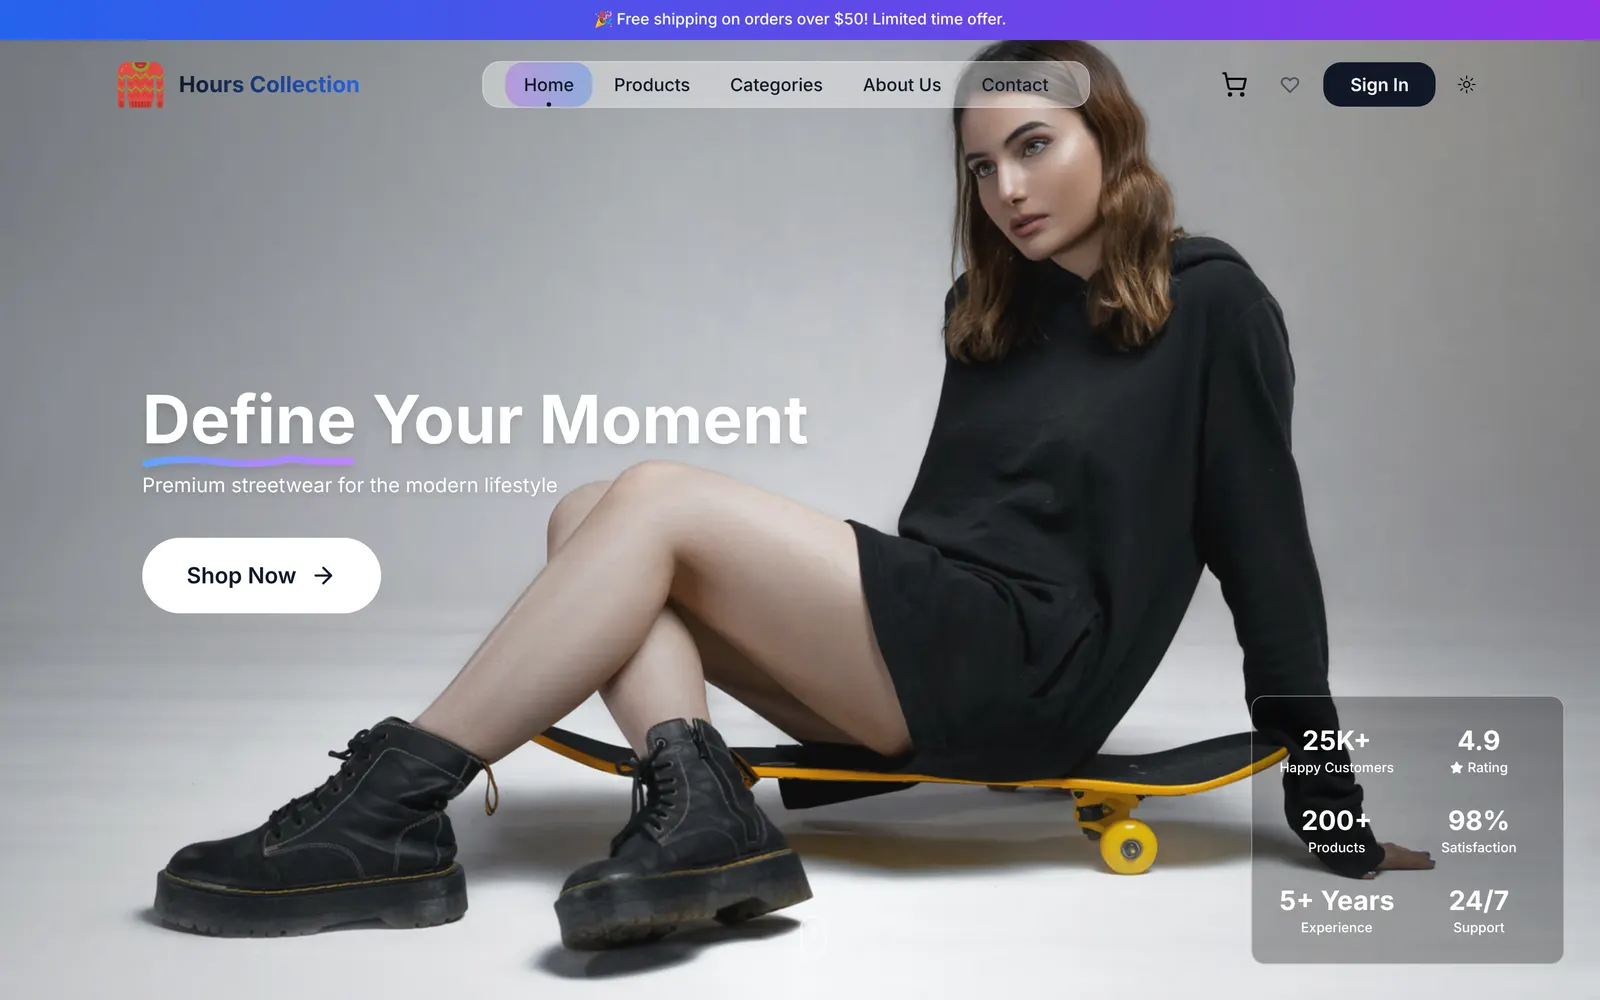 🎉 Free shipping on orders over $50! Limited time offer.
Hours Collection
Home
Products
Categories
About Us
Contact
Sign In
Define Your Moment
Premium streetwear for the modern lifestyle
Shop Now →
25K+
Happy Customers
4.9
★ Rating
200+
Products
98%
Satisfaction
5+ Years
Experience
24/7
Support